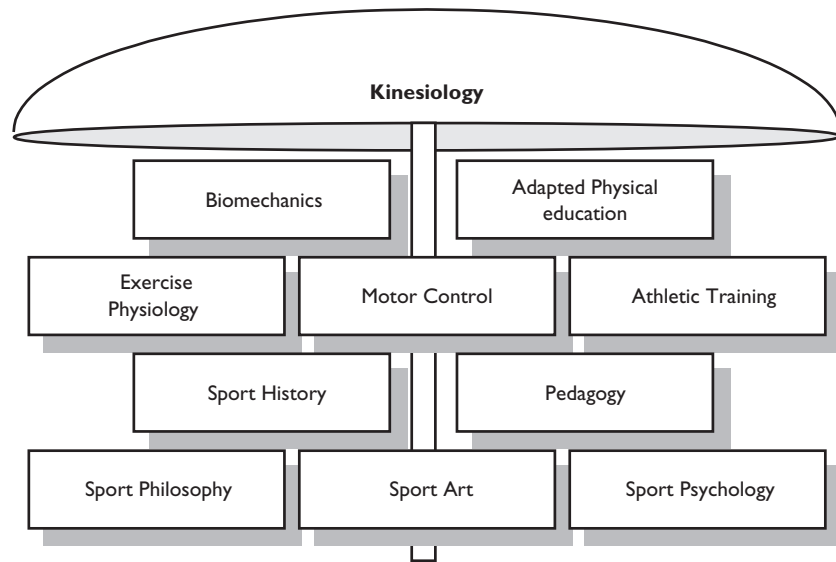 Kinesiology
Biomechanics
Adapted Physical
education
Exercise
Physiology
Motor Control
Athletic Training
Sport History
Pedagogy
Sport Philosophy
Sport Art
Sport Psychology